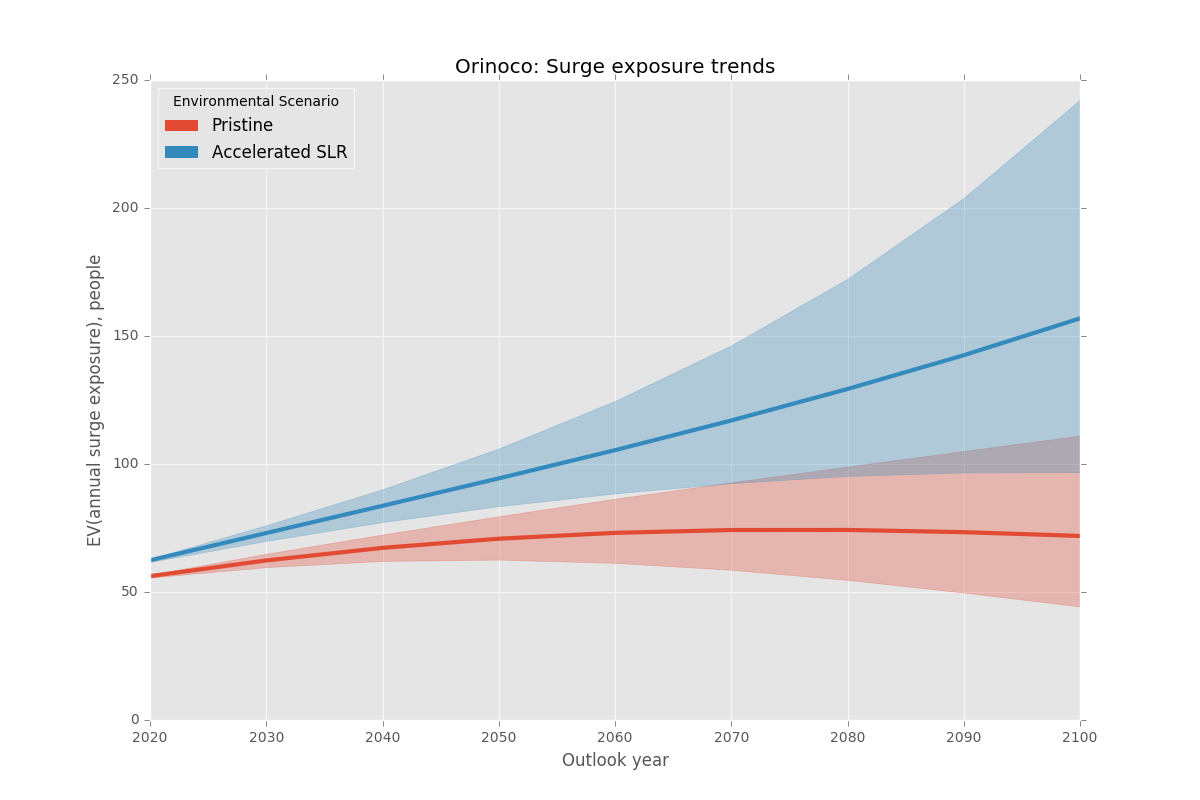 Orinoco: Surge exposure trends
Environmental Scenario
Pristine
Accelerated SLR
EV(annual surge exposure), people
250
200
150
100
50
0
2020 2030 2040 2050 2060 2070 2080 2090 2100
Outlook year